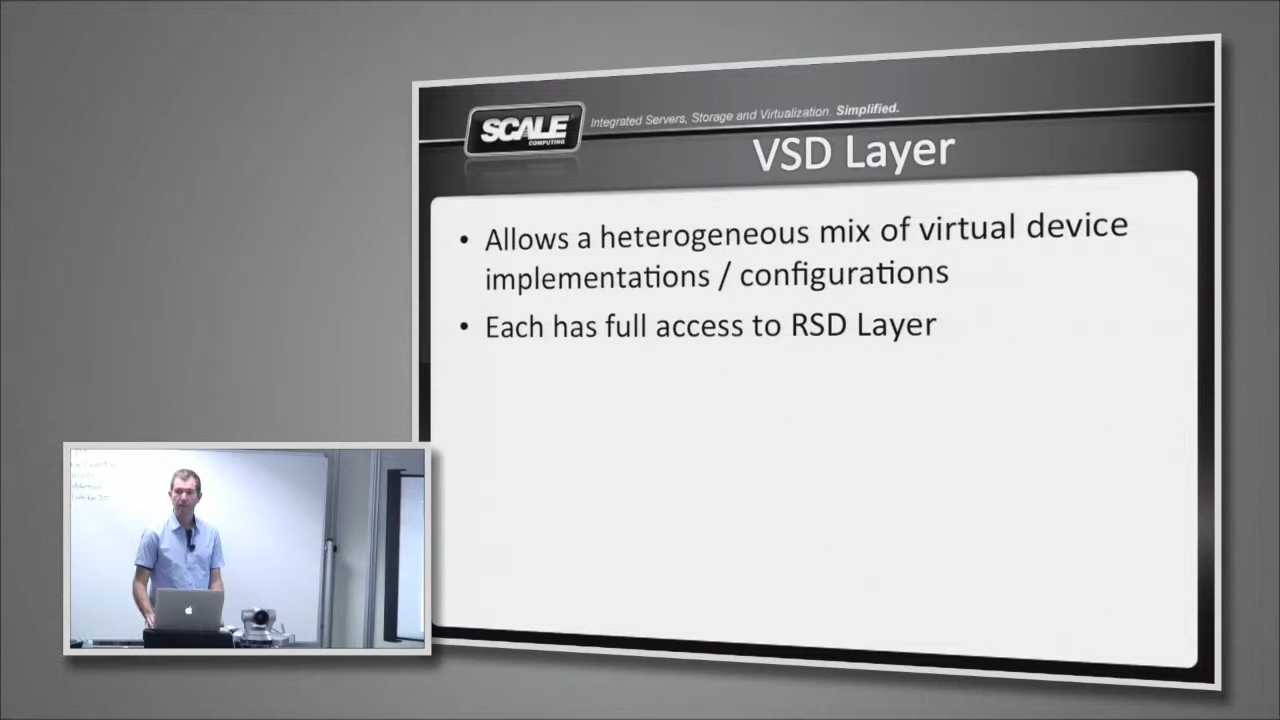 SCALE
COMPUTING
Integrated Servers, Storage and Virtualization. Simplified.
VSD Layer
• Allows a heterogeneous mix of virtual device
implementations / configurations
• Each has full access to RSD Layer